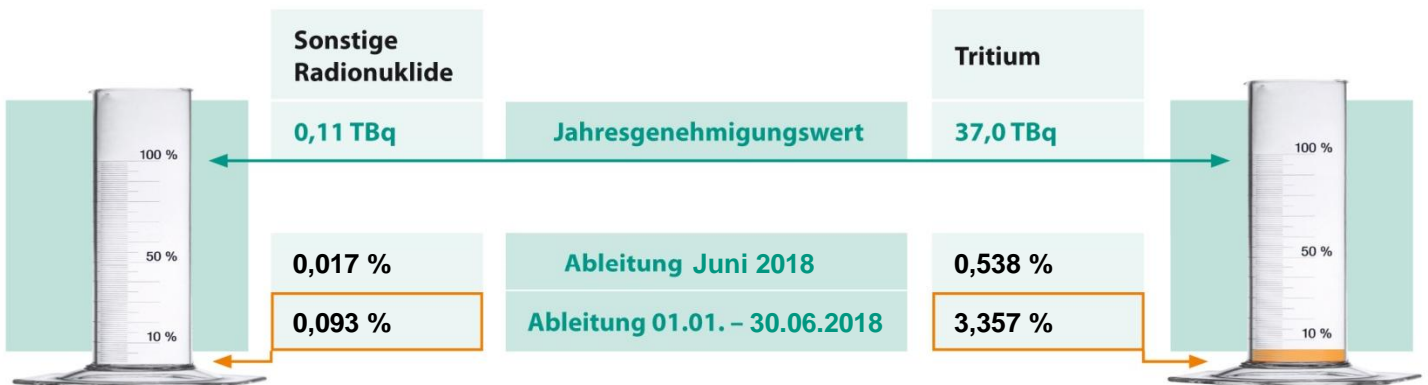 Sonstige
Radionuklide
Tritium
0,11 TBq
Jahresgenehmigungswert
37,0 TBq
100 %
100 %
50 %
0,017 %
Ableitung Juni 2018
0,538 %
50 %
0,093 %
Ableitung 01.01. – 30.06.2018
3,357 %
10 %
10 %